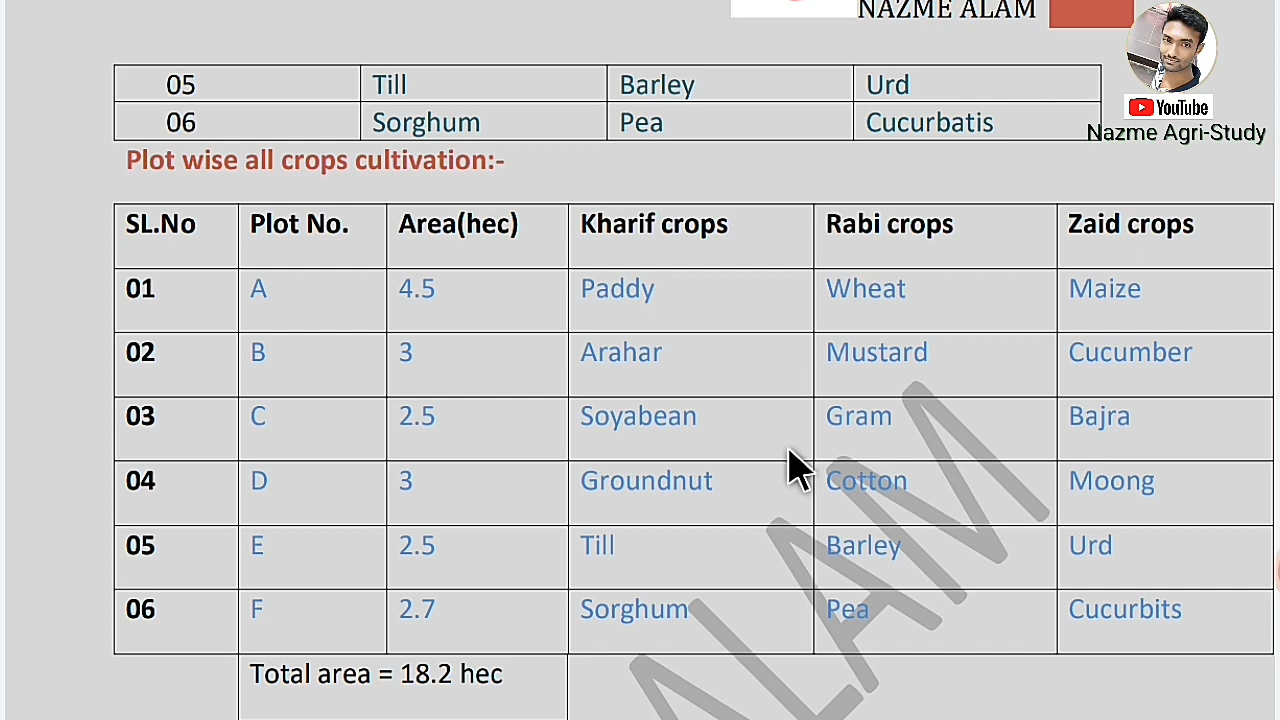 NAZME ALAM
YouTube
Nazme Agri-Study
05 Till Barley Urd
06 Sorghum Pea Cucurbatis
Plot wise all crops cultivation:-
SL.No Plot No. Area(hec) Kharif crops Rabi crops Zaid crops
01 A 4.5 Paddy Wheat Maize
02 B 3 Arahar Mustard Cucumber
03 C 2.5 Soyabean Gram Bajra
04 D 3 Groundnut Cotton Moong
05 E 2.5 Till Barley Urd
06 F 2.7 Sorghum Pea Cucurbits
Total area = 18.2 hec
ALAM